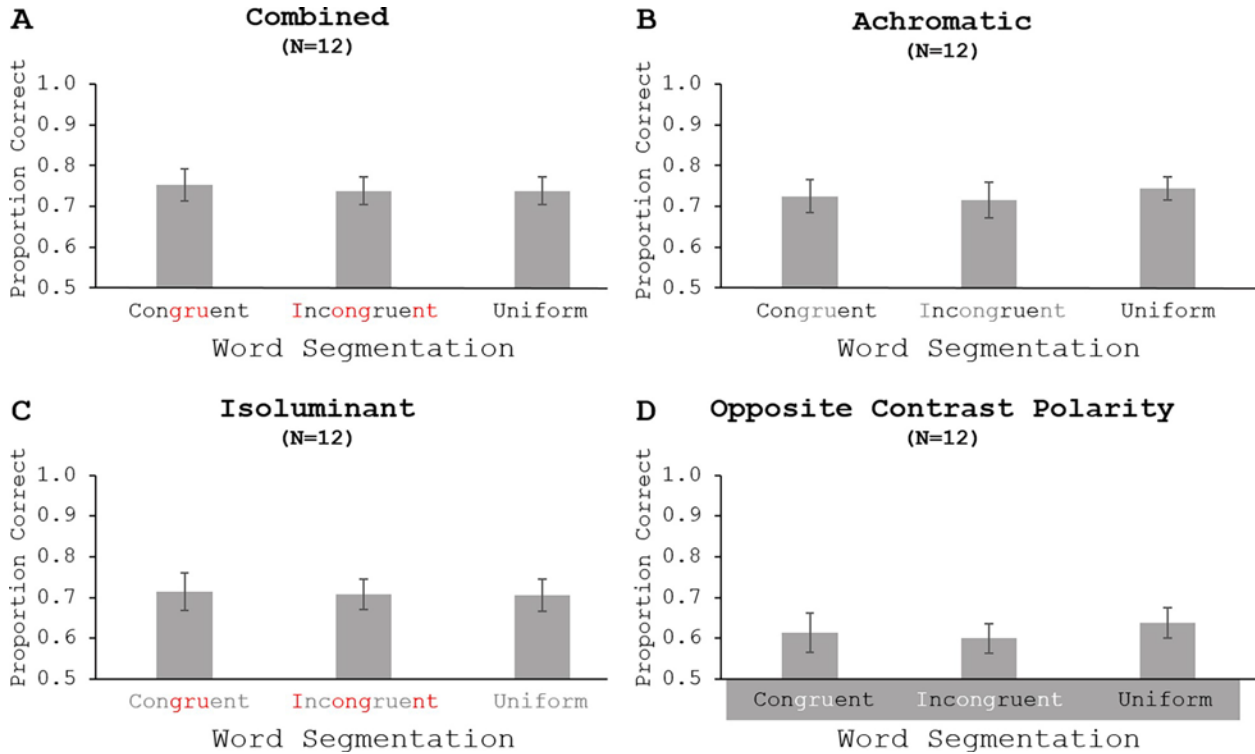 A
Combined
(N=12)
Proportion Correct
1.0
0.9
0.8
0.7
0.6
0.5
Congruent Incongruent Uniform
Word Segmentation
B
Achromatic
(N=12)
Proportion Correct
1.0
0.9
0.8
0.7
0.6
0.5
Congruent Incongruent Uniform
Word Segmentation
C
Isoluminant
(N=12)
Proportion Correct
1.0
0.9
0.8
0.7
0.6
0.5
Congruent Incongruent Uniform
Word Segmentation
D
Opposite Contrast Polarity
(N=12)
Proportion Correct
1.0
0.9
0.8
0.7
0.6
0.5
Congruent Incongruent Uniform
Word Segmentation